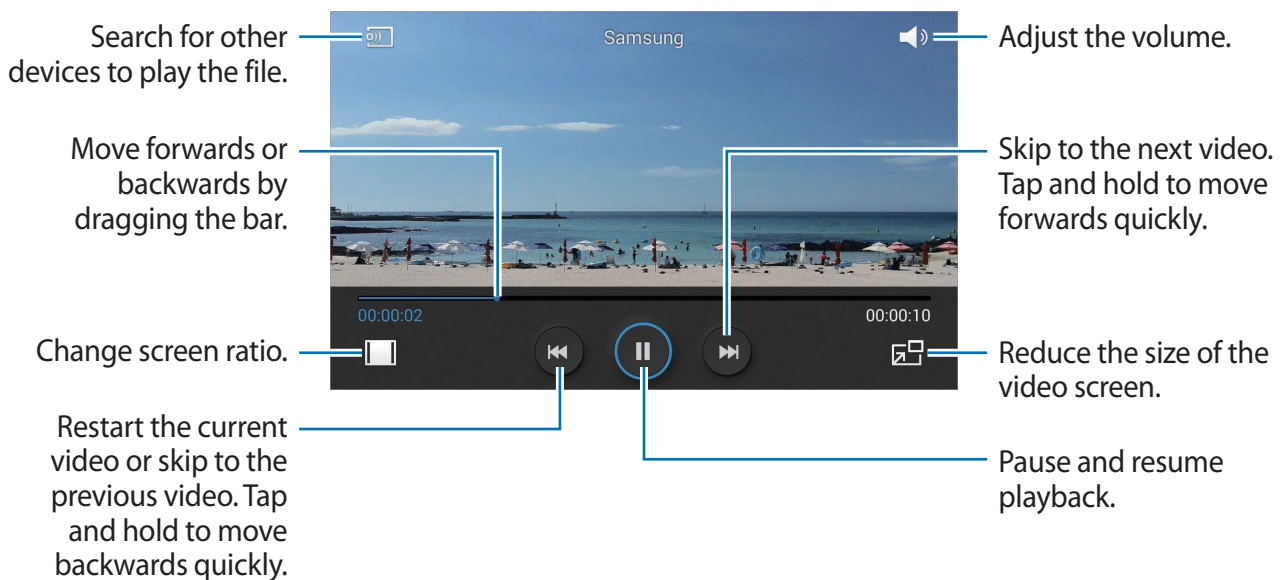 Search for other
devices to play the file.
Samsung
Adjust the volume.
Move forwards or
backwards by
dragging the bar.
Skip to the next video.
Tap and hold to move
forwards quickly.
00:00:02
00:00:10
Change screen ratio.
Reduce the size of the
video screen.
Restart the current
video or skip to the
previous video. Tap
and hold to move
backwards quickly.
Pause and resume
playback.